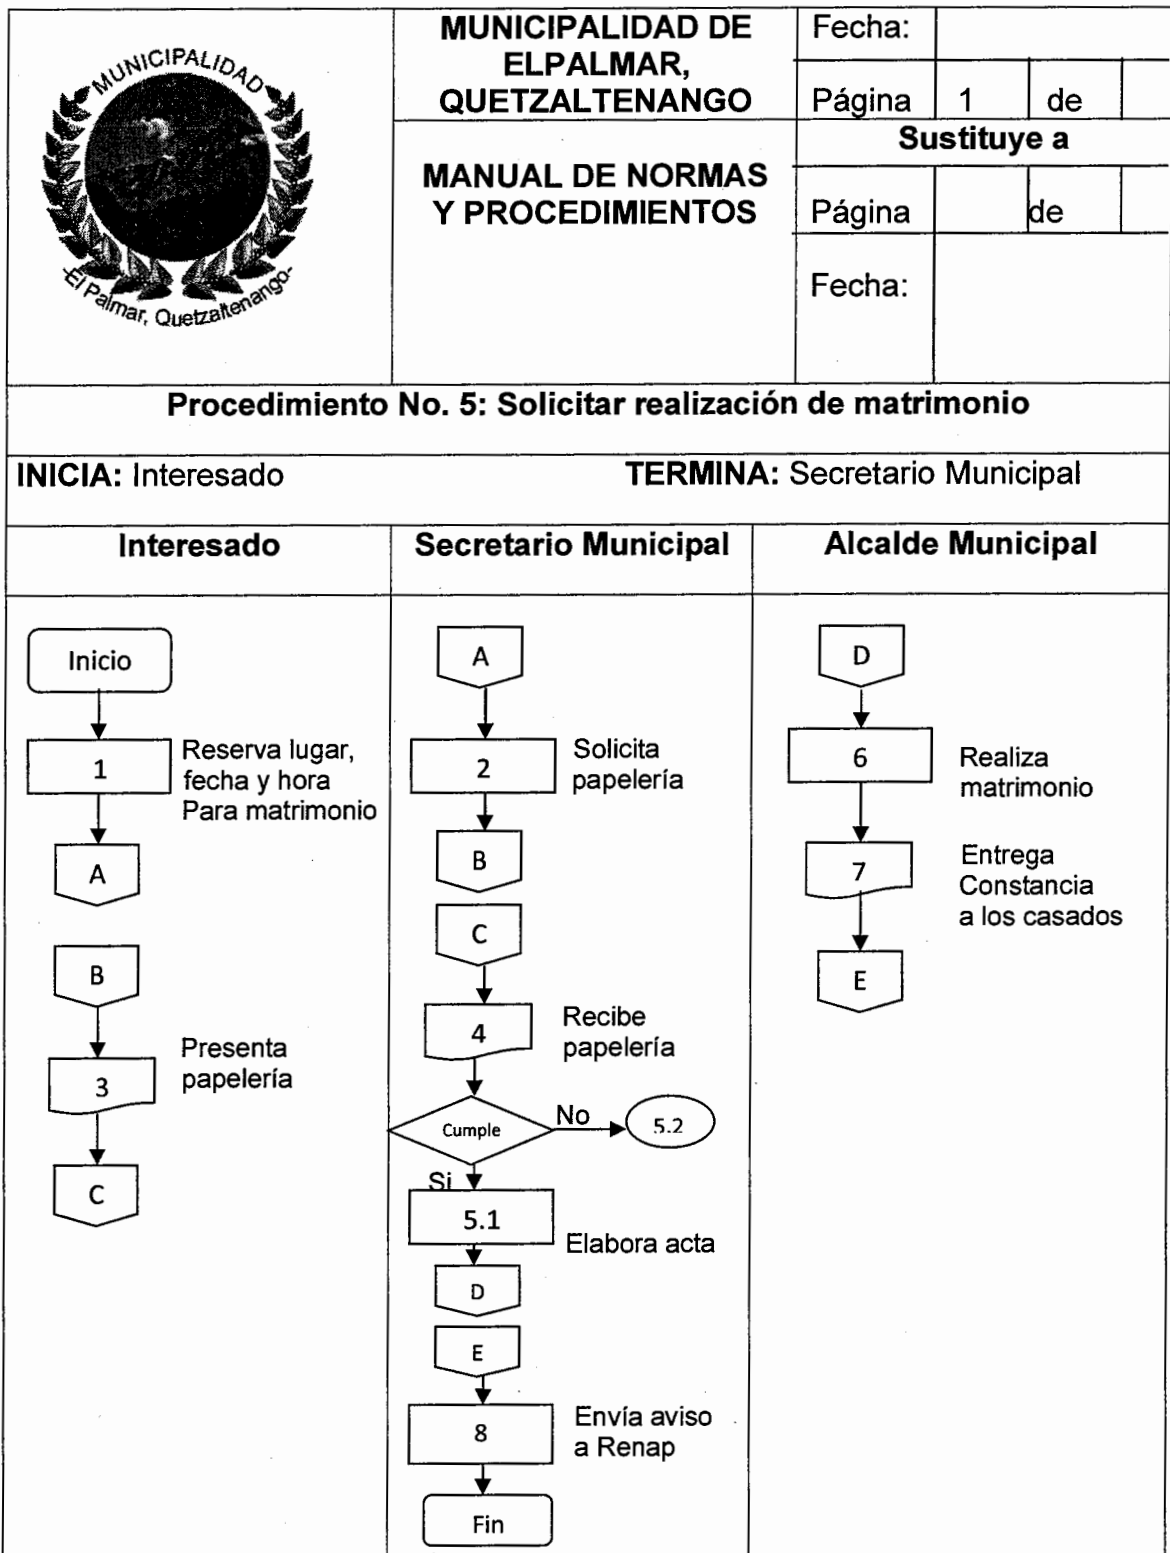 MUNICIPALIDAD
-El Palmar, Quetzaltenango-
MUNICIPALIDAD DE
ELPALMAR,
QUETZALTENANGO
MANUAL DE NORMAS
Y PROCEDIMIENTOS
Fecha:
Página 1 de
Sustituye a
Página de
Fecha:
Procedimiento No. 5: Solicitar realización de matrimonio
INICIA: Interesado TERMINA: Secretario Municipal
Interesado
Inicio
1
Reserva lugar,
fecha y hora
Para matrimonio
A
B
3
Presenta
papelería
C
Secretario Municipal
A
2
Solicita
papelería
B
C
4
Recibe
papelería
Cumple
No
5.2
Si
5.1
Elabora acta
D
E
8
Envía aviso
a Renap
Fin
Alcalde Municipal
D
6
Realiza
matrimonio
7
Entrega
Constancia
a los casados
E